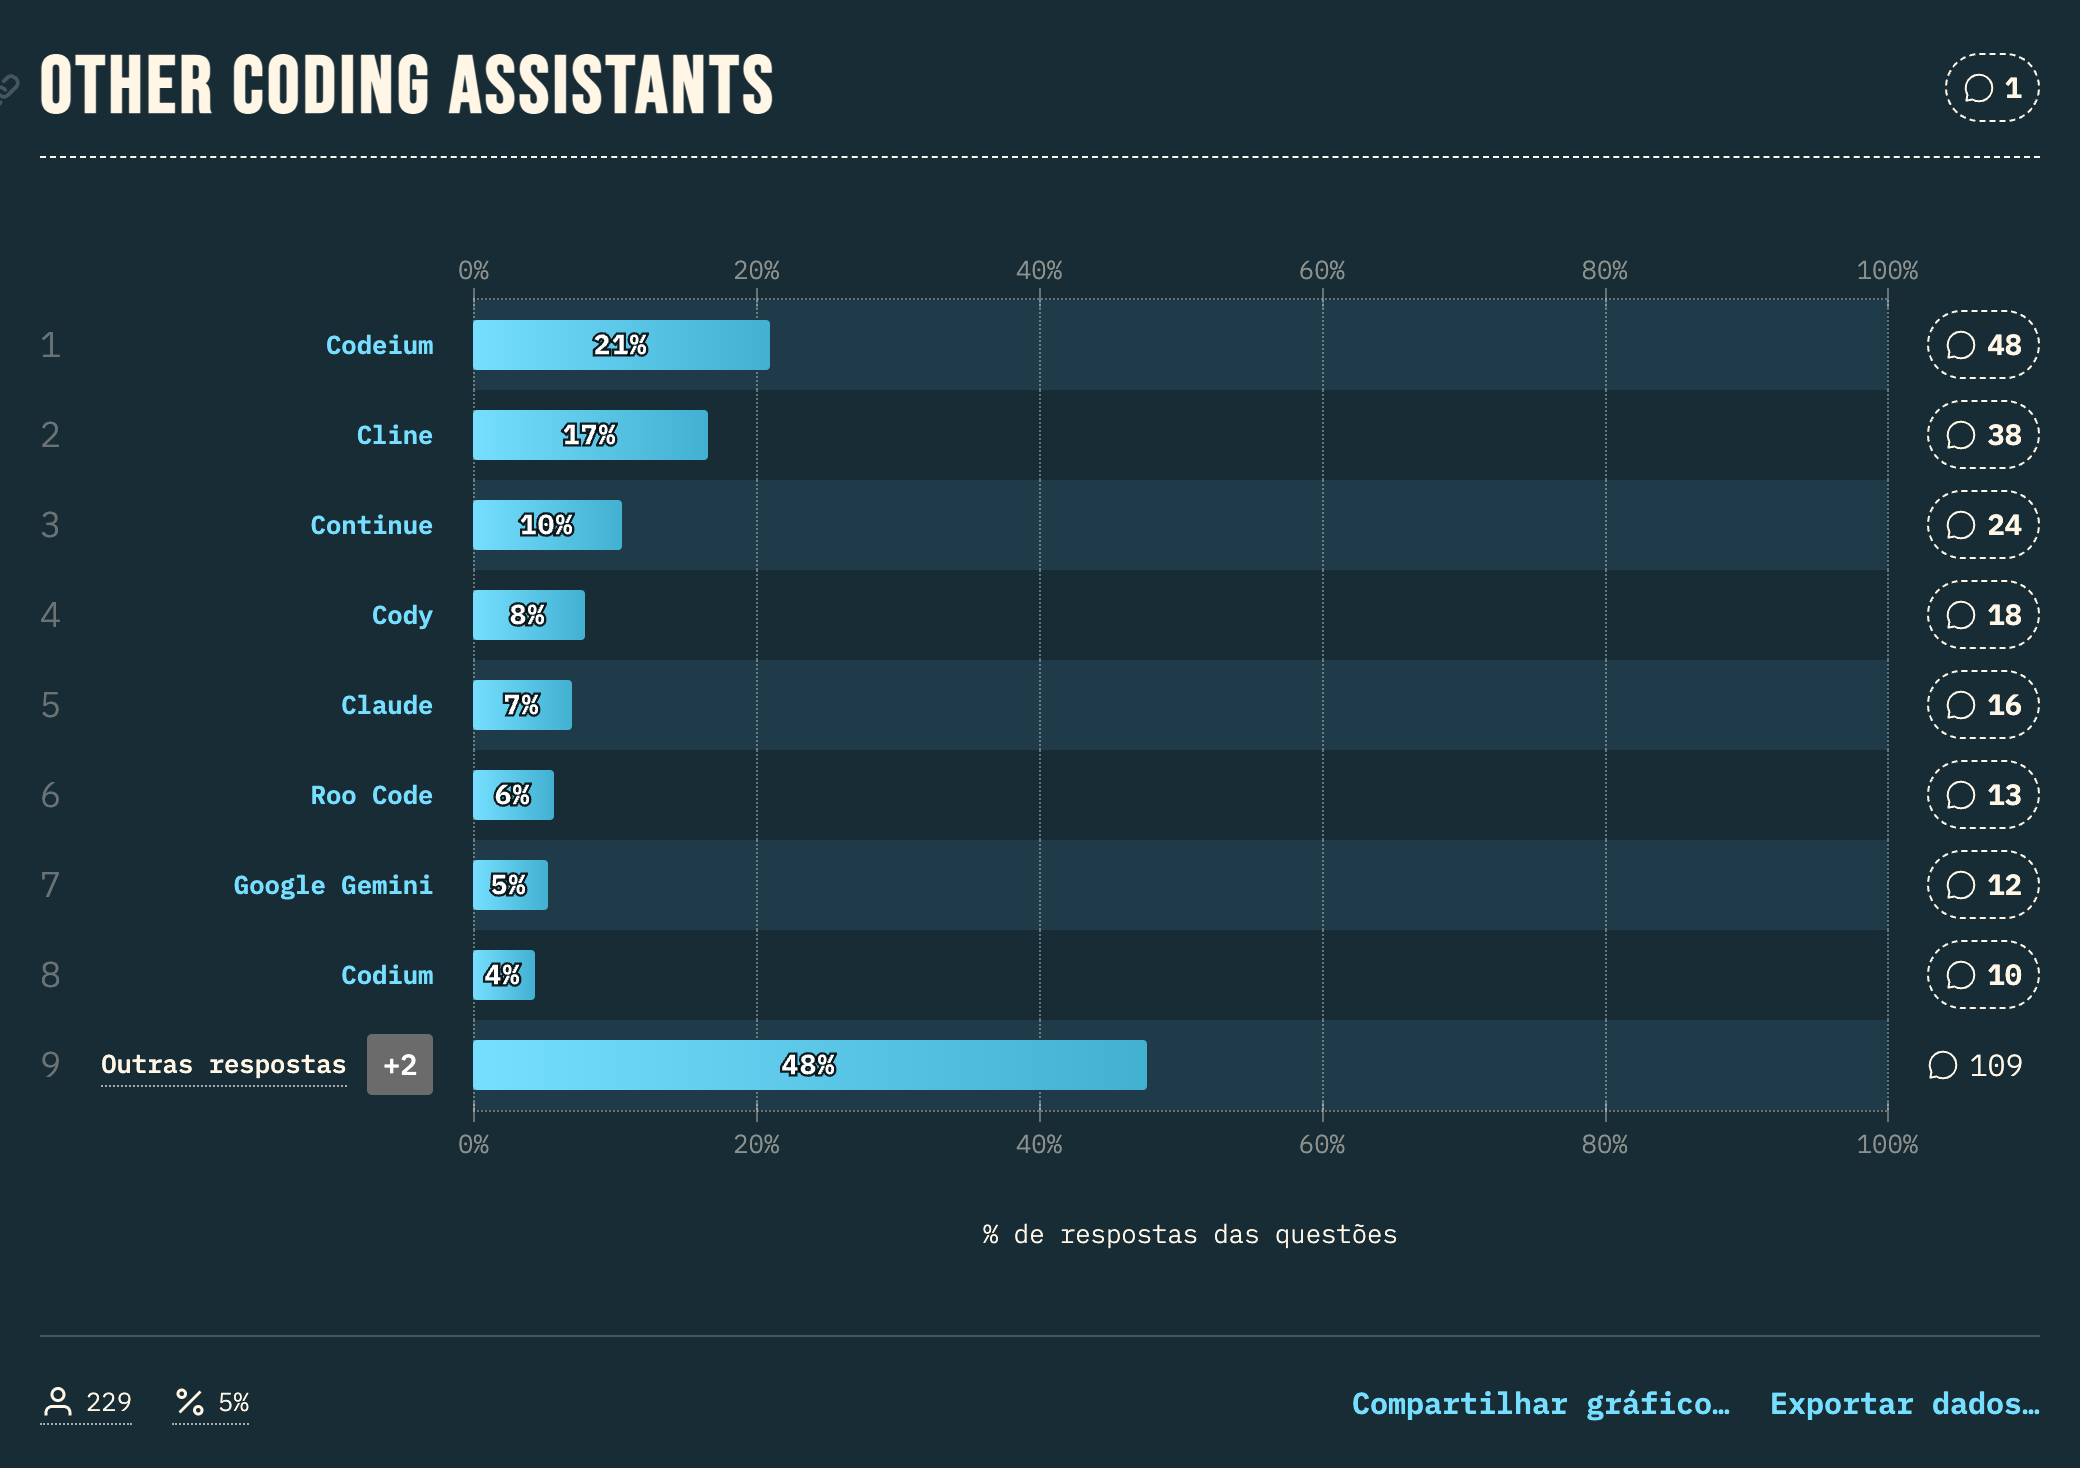 OTHER CODING ASSISTANTS
1
0% 20% 40% 60% 80% 100%
1 Codeium 21% 48
2 Cline 17% 38
3 Continue 10% 24
4 Cody 8% 18
5 Claude 7% 16
6 Roo Code 6% 13
7 Google Gemini 5% 12
8 Codium 4% 10
9 Outras respostas +2 48% 109
0% 20% 40% 60% 80% 100%
% de respostas das questões
229 5% Compartilhar gráfico… Exportar dados…